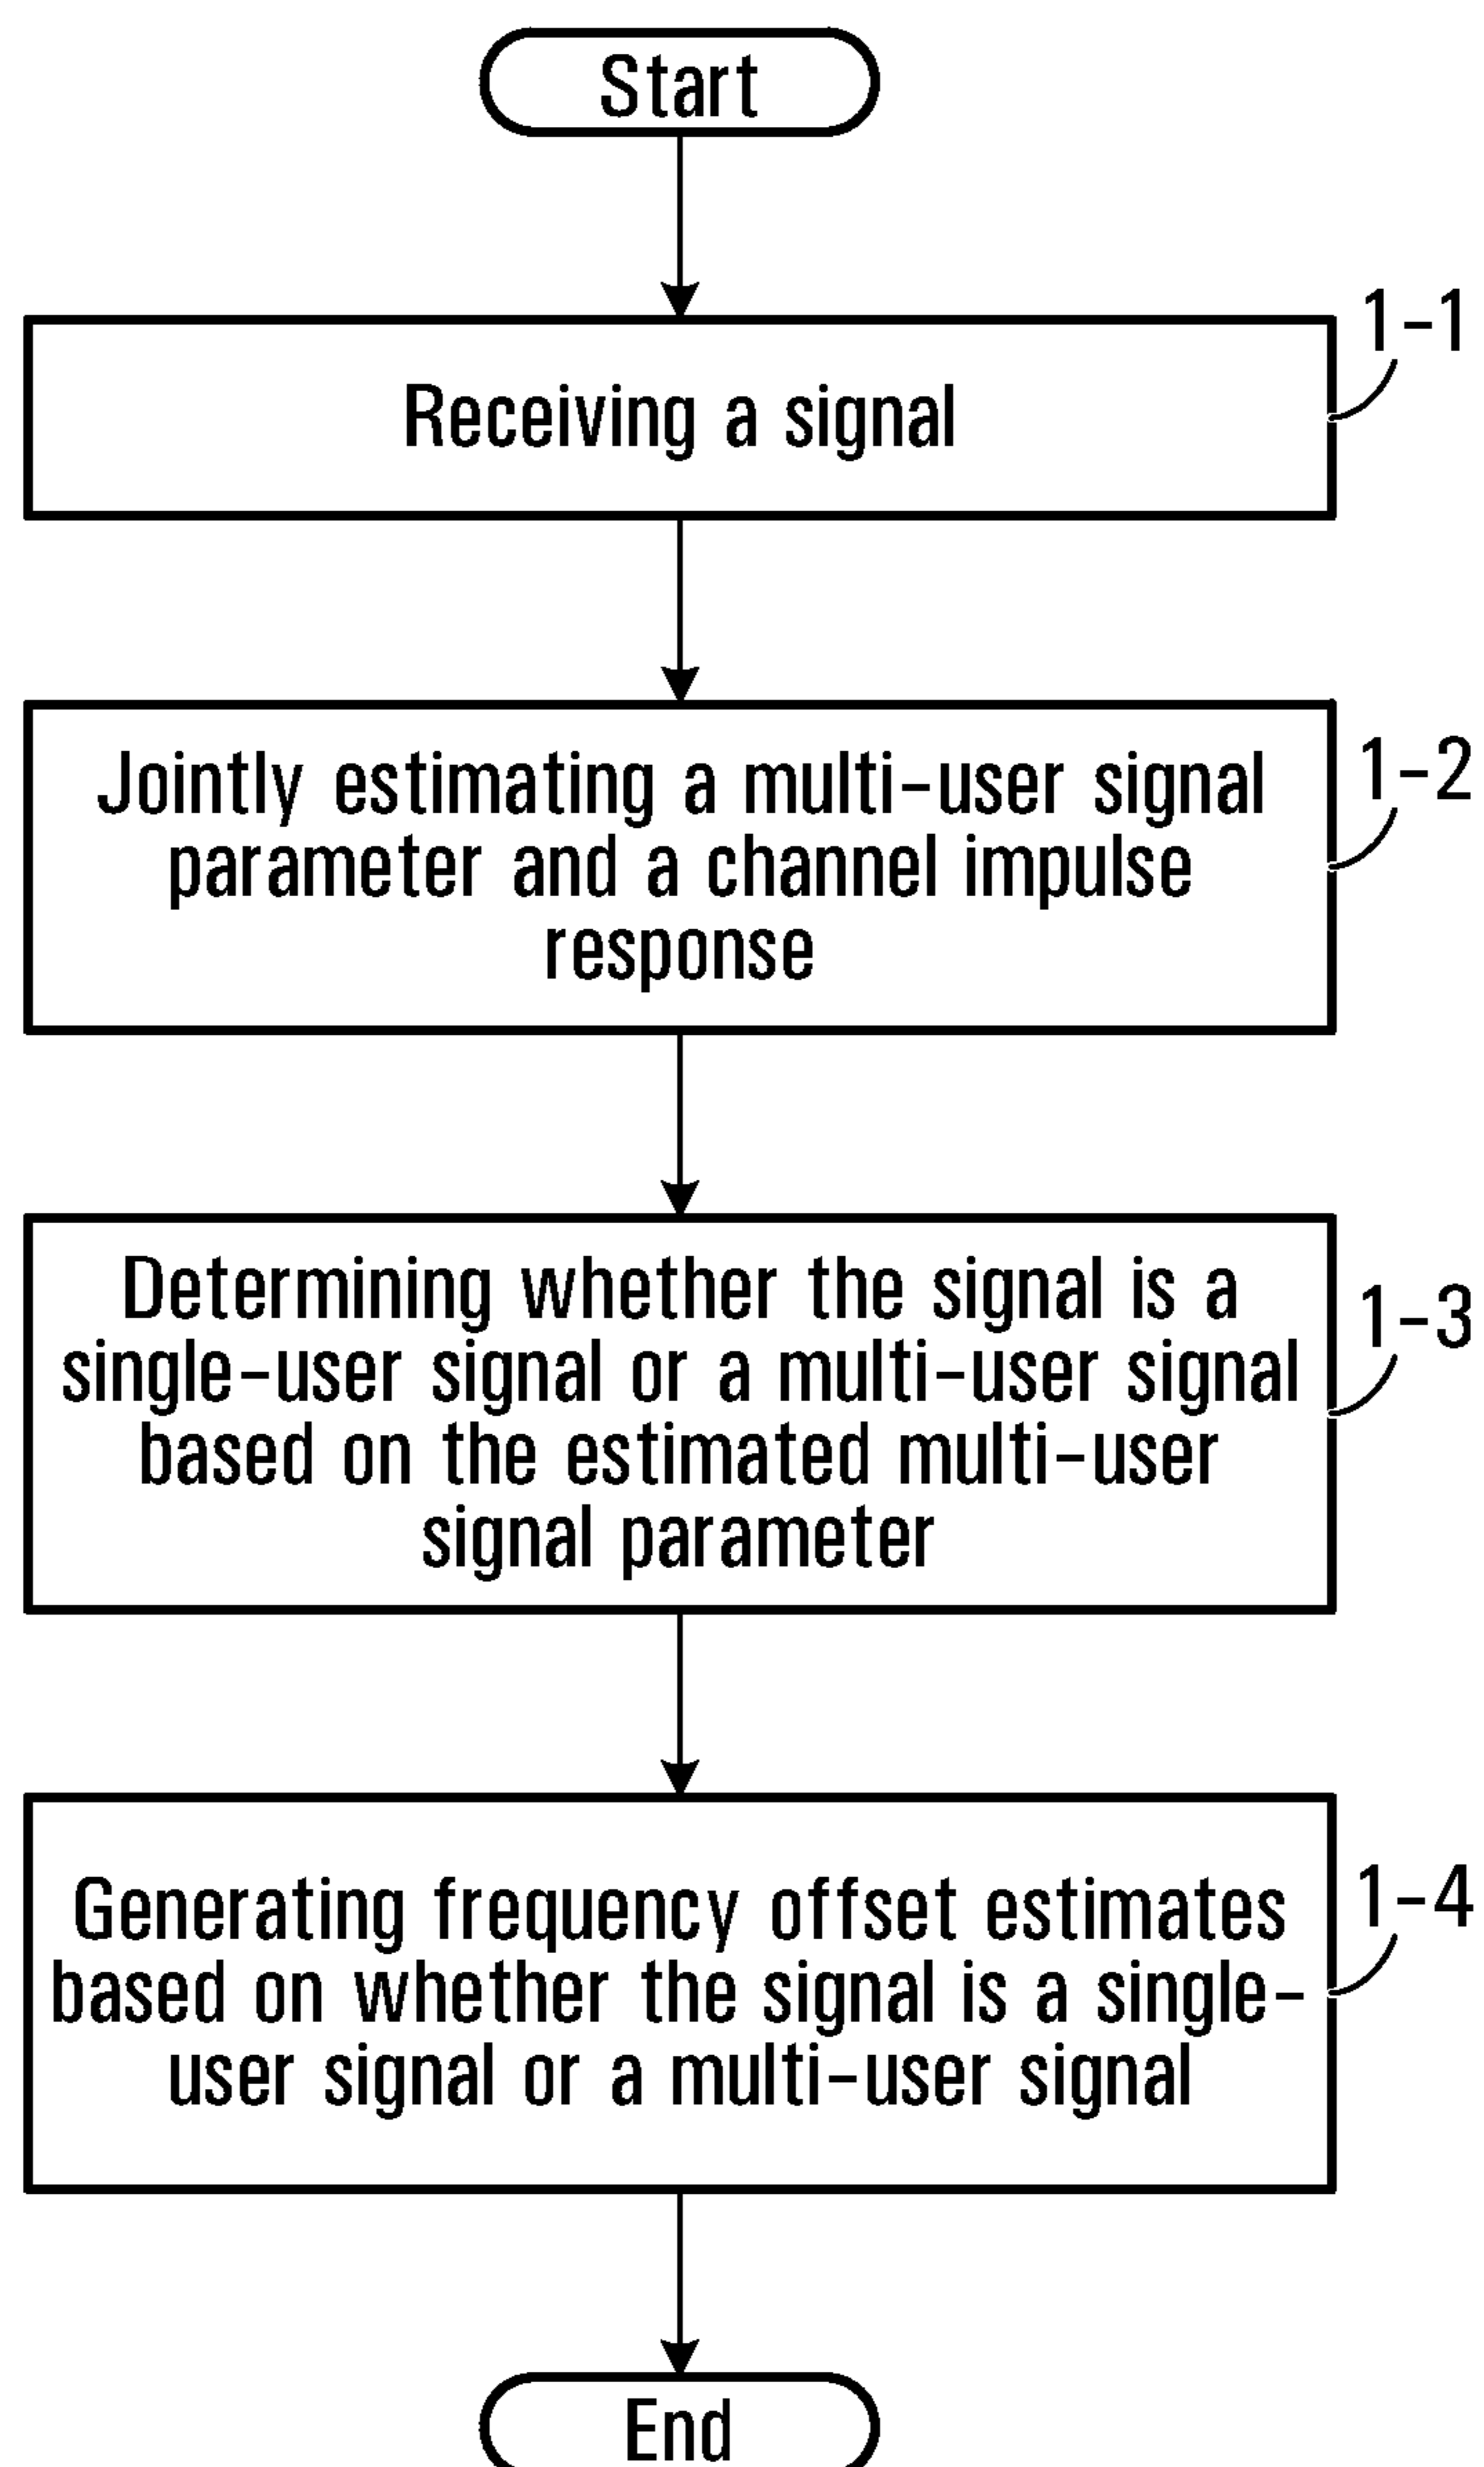 Start
1-1
Receiving a signal
1-2
Jointly estimating a multi-user signal
parameter and a channel impulse
response
1-3
Determining whether the signal is a
single-user signal or a multi-user signal
based on the estimated multi-user
signal parameter
1-4
Generating frequency offset estimates
based on whether the signal is a single-
user signal or a multi-user signal
End